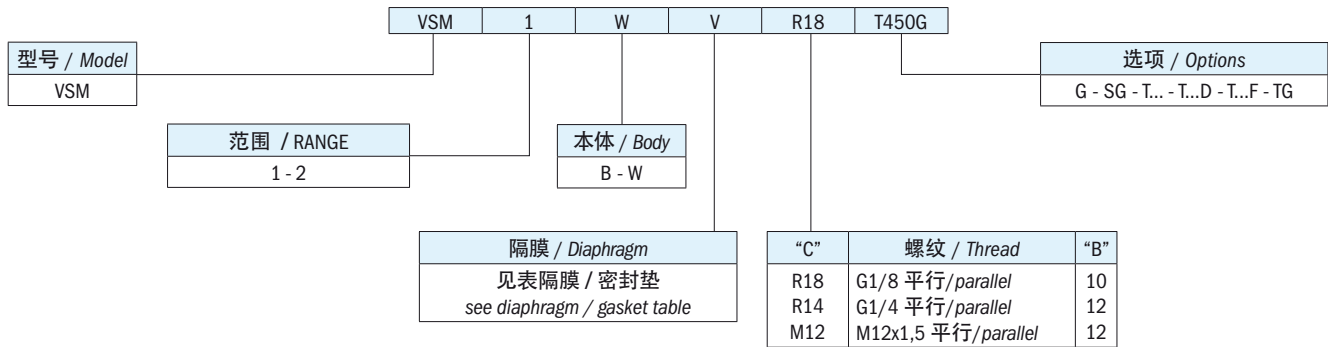 VSM 1 W V R18 T450G
型号 / Model
VSM
选项 / Options
G - SG - T... - T...D - T...F - TG
范围 / RANGE
1 - 2
本体 / Body
B - W
隔膜 / Diaphragm
见表隔膜 / 密封垫
see diaphragm / gasket table
“C” 螺纹 / Thread “B”
R18 G1/8 平行/parallel 10
R14 G1/4 平行/parallel 12
M12 M12x1,5 平行/parallel 12